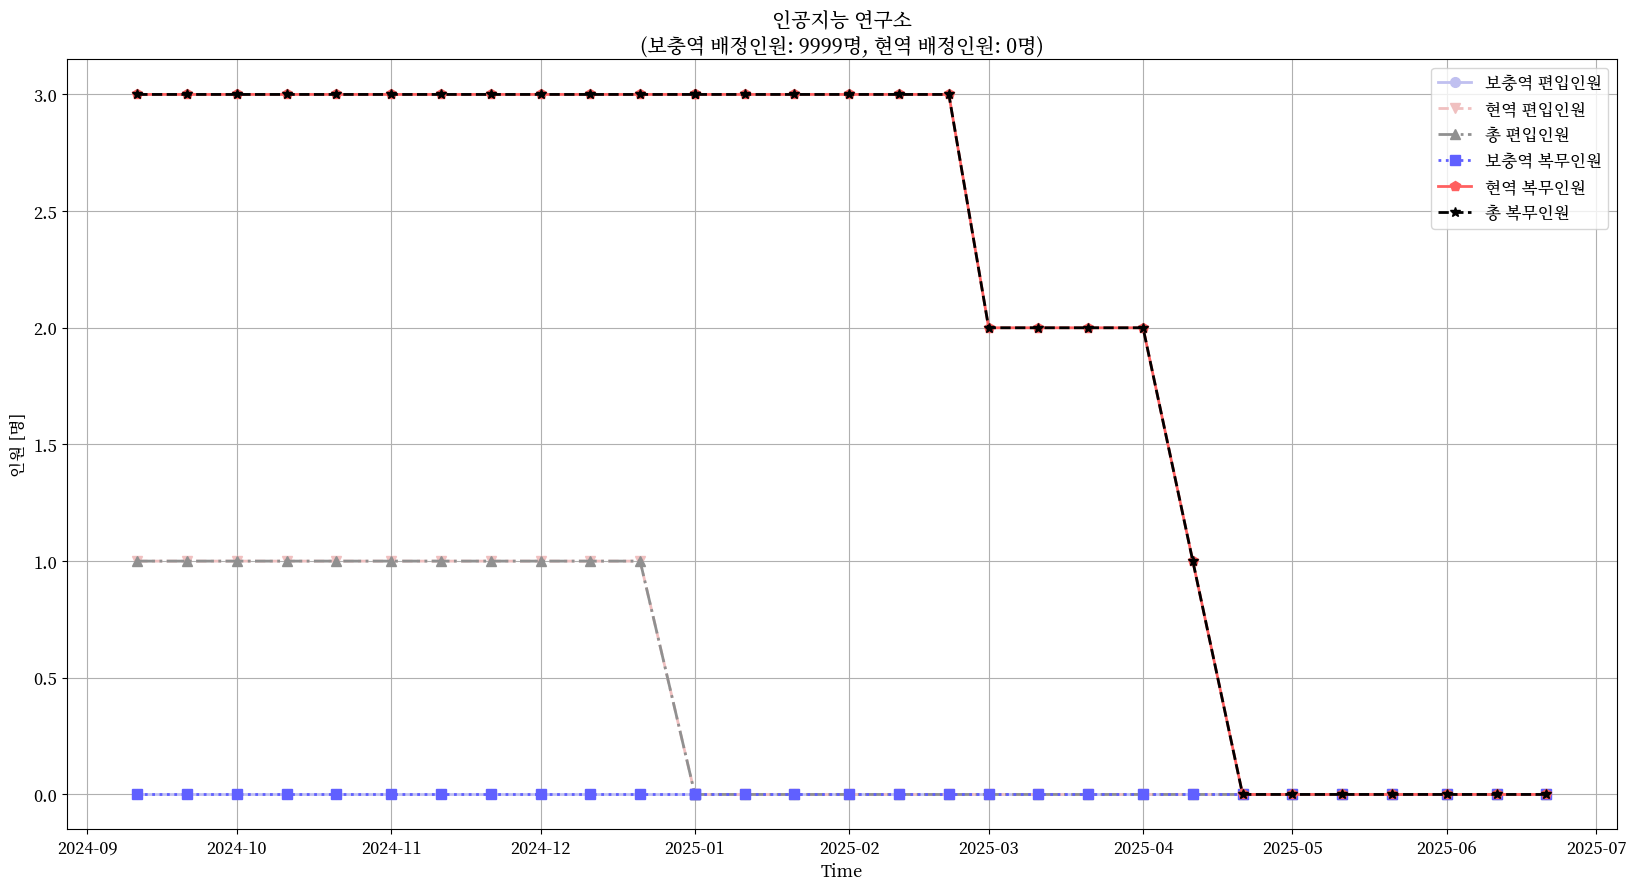 인공지능 연구소
(보충역 배정인원: 9999명, 현역 배정인원: 0명)
보충역 편입인원
현역 편입인원
총 편입인원
보충역 복무인원
현역 복무인원
총 복무인원
인원 [명]
3.0
2.5
2.0
1.5
1.0
0.5
0.0
2024-09 2024-10 2024-11 2024-12 2025-01 2025-02 2025-03 2025-04 2025-05 2025-06 2025-07
Time